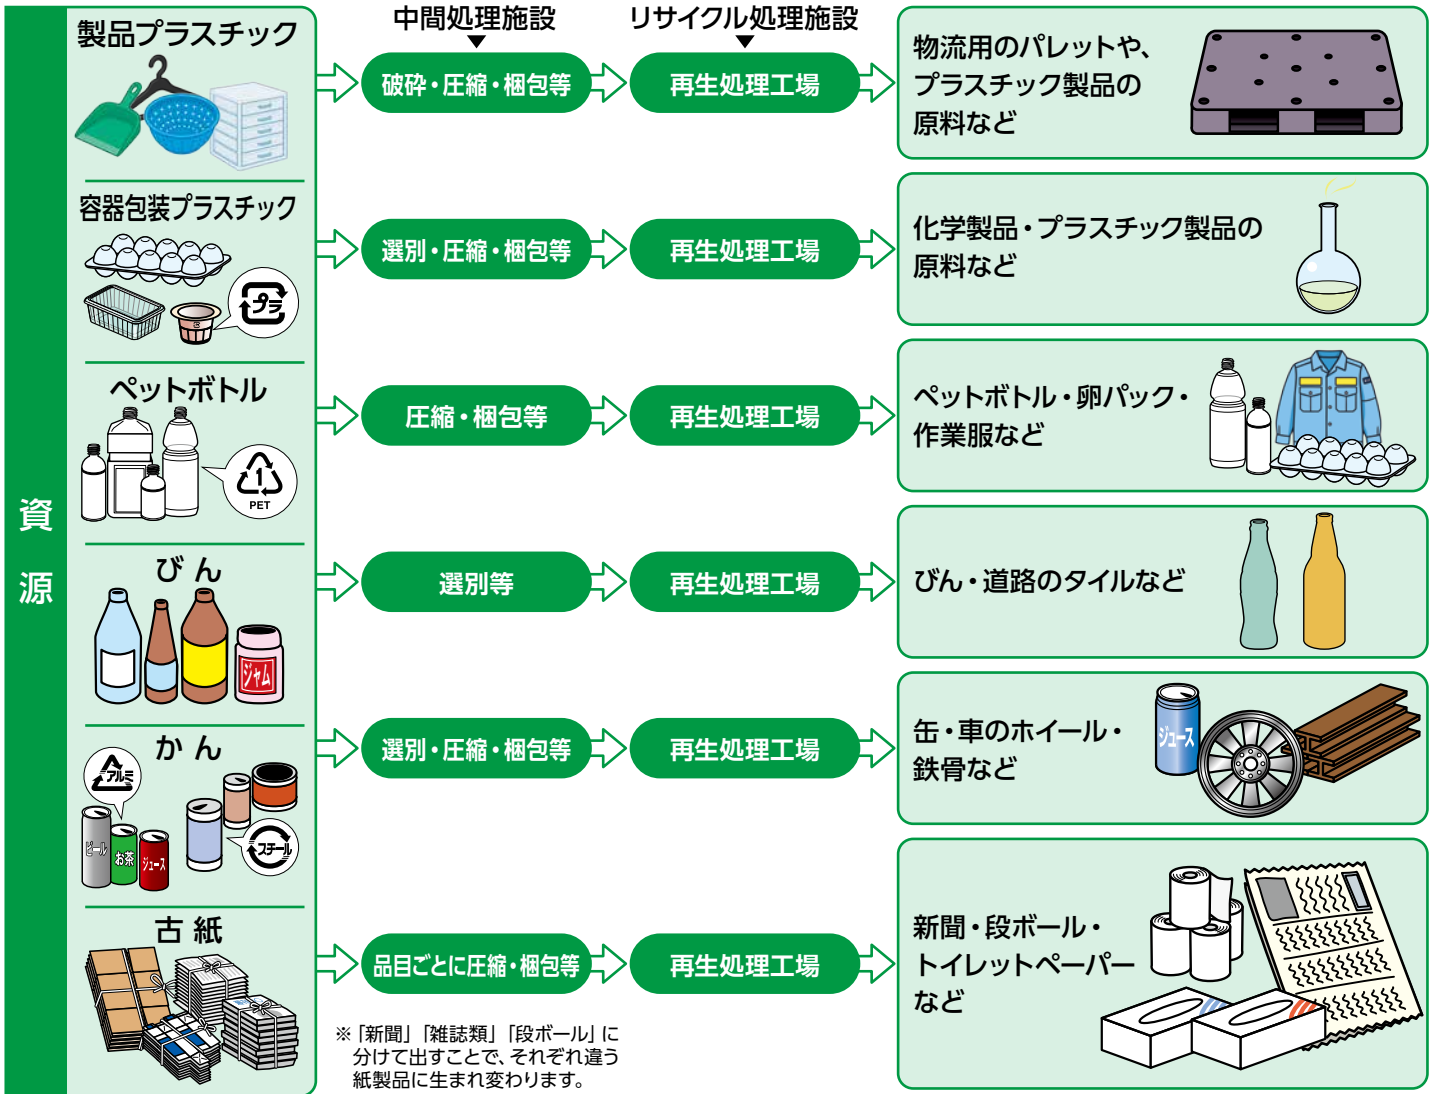 資源
中間処理施設
リサイクル処理施設
製品プラスチック
破砕・圧縮・梱包等
再生処理工場
物流用のパレットや、
プラスチック製品の
原料など
容器包装プラスチック
プラ
選別・圧縮・梱包等
再生処理工場
化学製品・プラスチック製品の
原料など
ペットボトル
1
PET
圧縮・梱包等
再生処理工場
ペットボトル・卵パック・
作業服など
びん
ジャム
選別等
再生処理工場
びん・道路のタイルなど
かん
アルミ
ビール
お茶
ジュース
スチール
選別・圧縮・梱包等
再生処理工場
缶・車のホイール・
鉄骨など
ジュース
古紙
品目ごとに圧縮・梱包等
再生処理工場
新聞・段ボール・
トイレットペーパー
など
※「新聞」「雑誌類」「段ボール」に
分けて出すことで、それぞれ違う
紙製品に生まれ変わります。